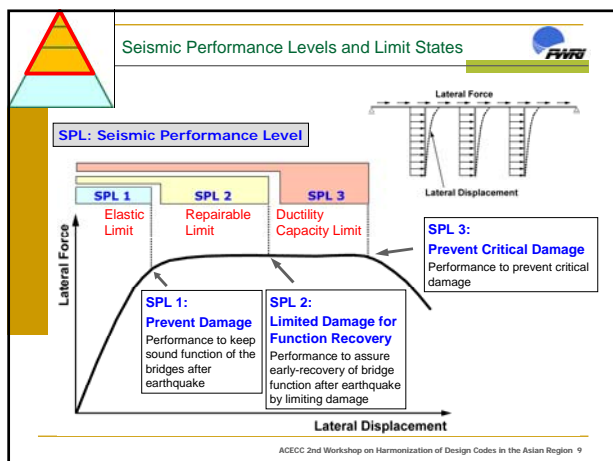 Seismic Performance Levels and Limit States
PWRI
Lateral Force
Lateral Displacement
SPL: Seismic Performance Level
SPL 1
SPL 2
SPL 3
Elastic
Limit
Repairable
Limit
Ductility
Capacity Limit
Lateral Force
SPL 1:
Prevent Damage
Performance to keep
sound function of the
bridges after
earthquake
SPL 2:
Limited Damage for
Function Recovery
Performance to assure
early-recovery of bridge
function after earthquake
by limiting damage
SPL 3:
Prevent Critical Damage
Performance to prevent critical
damage
Lateral Displacement
ACECC 2nd Workshop on Harmonization of Design Codes in the Asian Region 9